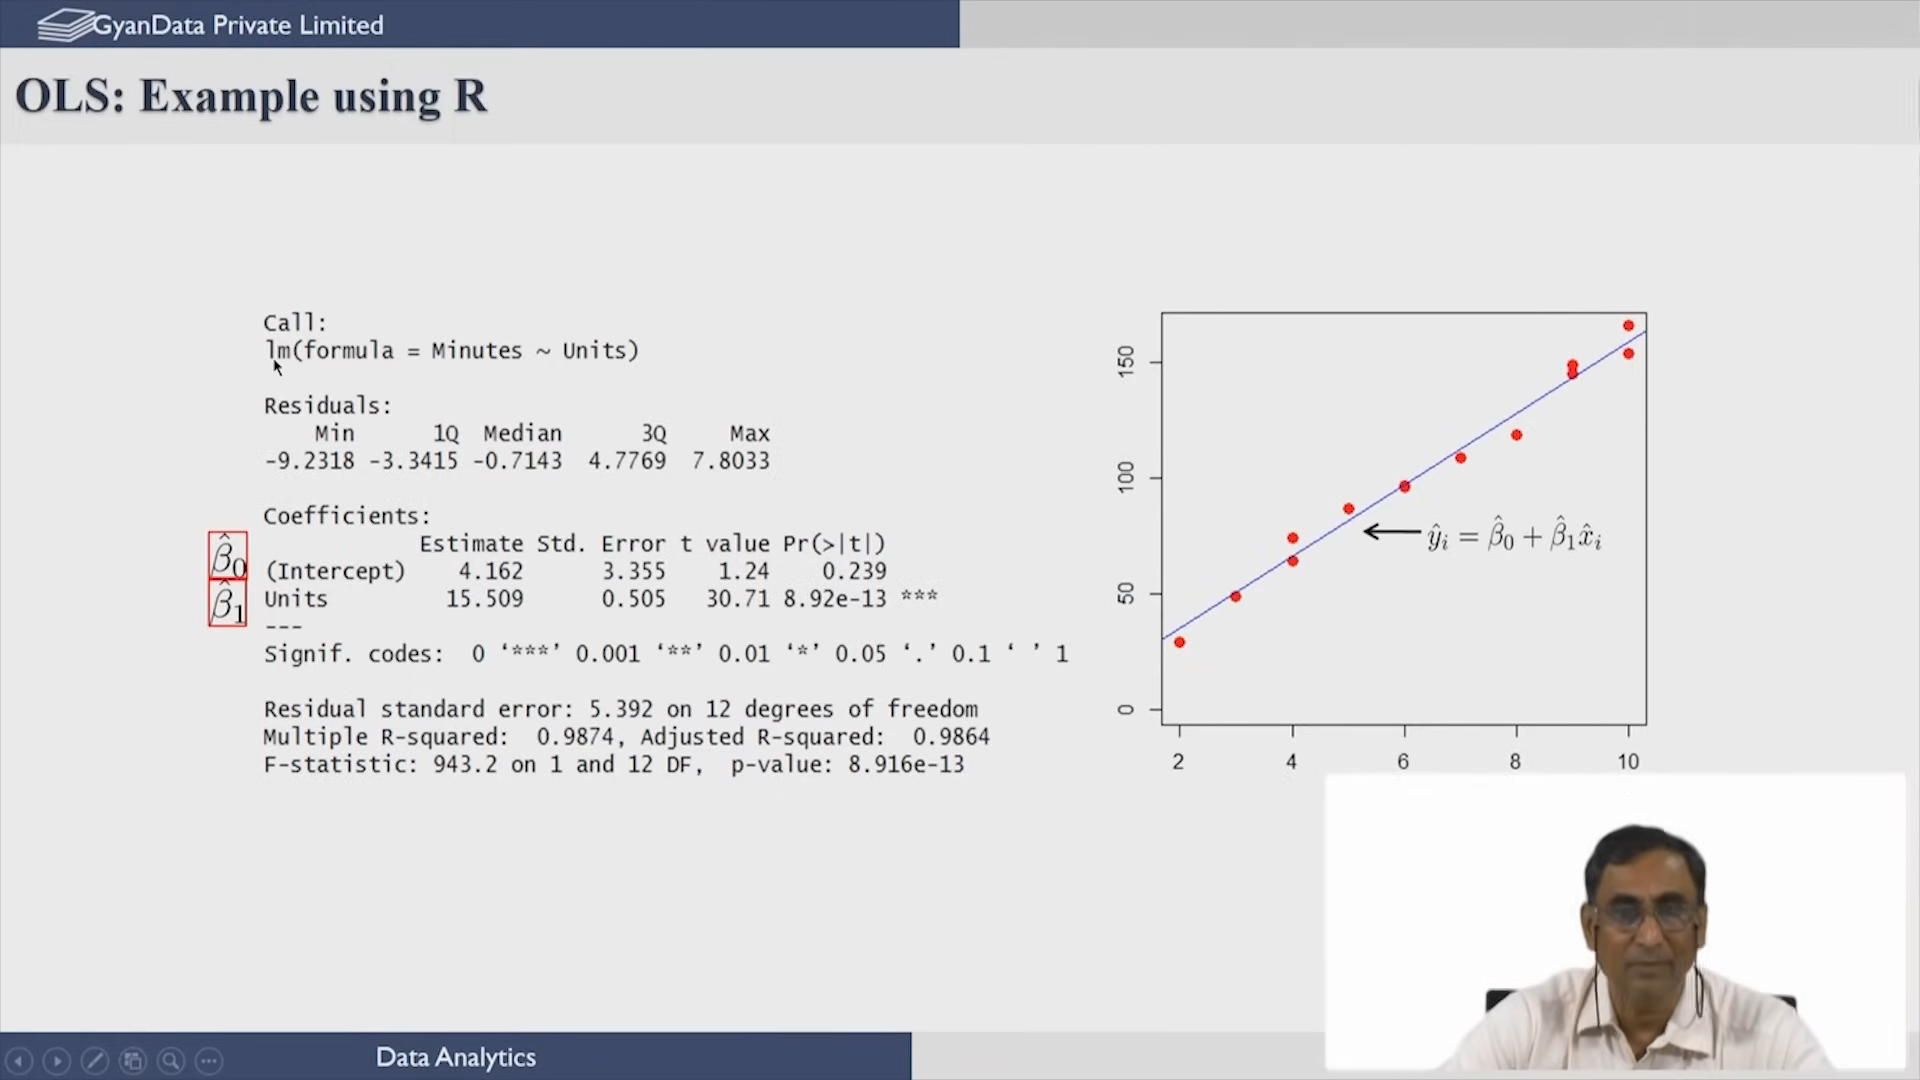 GyanData Private Limited
OLS: Example using R
Call:
lm(formula = Minutes ~ Units)
Residuals:
Min 1Q Median 3Q Max
-9.2318 -3.3415 -0.7143 4.7769 7.8033
Coefficients:
Estimate Std. Error t value Pr(>|t|)
β̂₀ (Intercept) 4.162 3.355 1.24 0.239
β̂₁ Units 15.509 0.505 30.71 8.92e-13 ***
---
Signif. codes: 0 ‘***’ 0.001 ‘**’ 0.01 ‘*’ 0.05 ‘.’ 0.1 ‘ ’ 1
Residual standard error: 5.392 on 12 degrees of freedom
Multiple R-squared: 0.9874, Adjusted R-squared: 0.9864
F-statistic: 943.2 on 1 and 12 DF, p-value: 8.916e-13
150
100
50
0
ŷᵢ = β̂₀ + β̂₁x̂ᵢ
2 4 6 8 10
Data Analytics